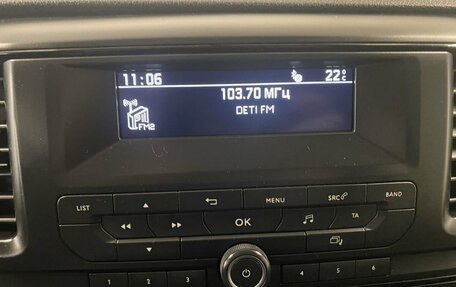 11:06 22°C
103.70 МГц
DETI FM
FM2
LIST MENU SRC BAND
OK TA
1 2 3 4 5 6